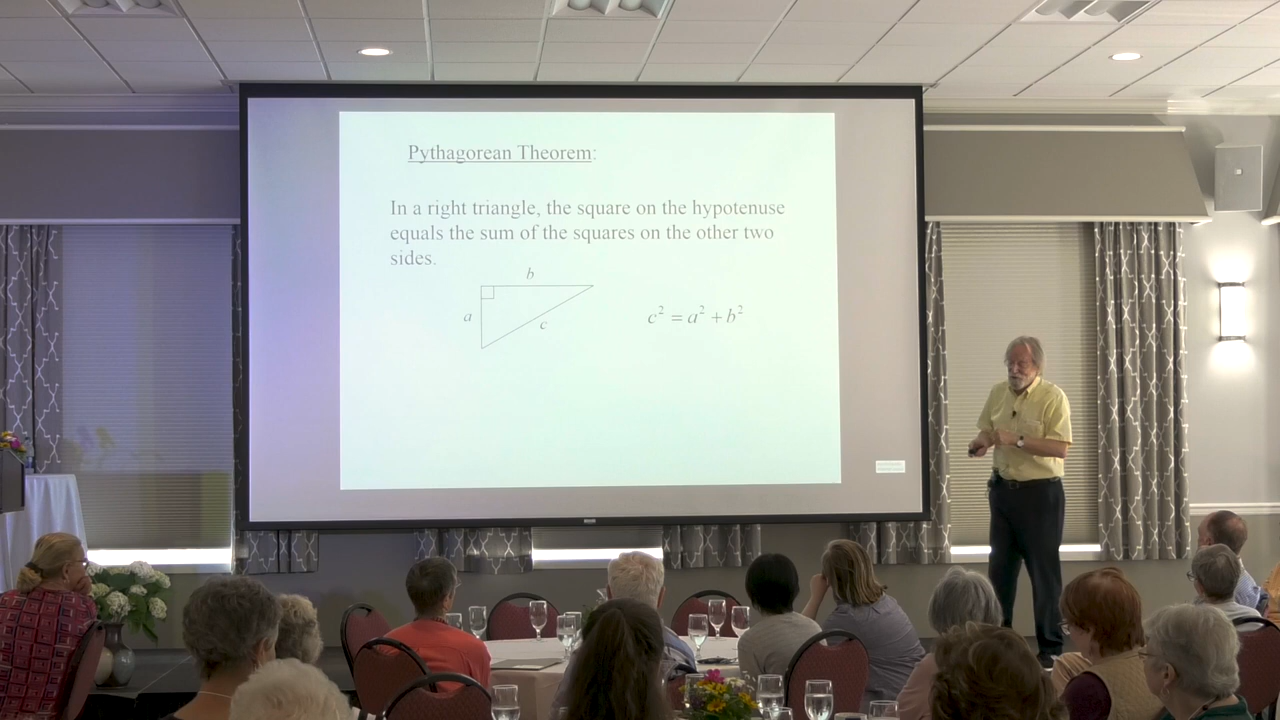 Pythagorean Theorem:
In a right triangle, the square on the hypotenuse
equals the sum of the squares on the other two
sides.
b
a
c
c² = a² + b²